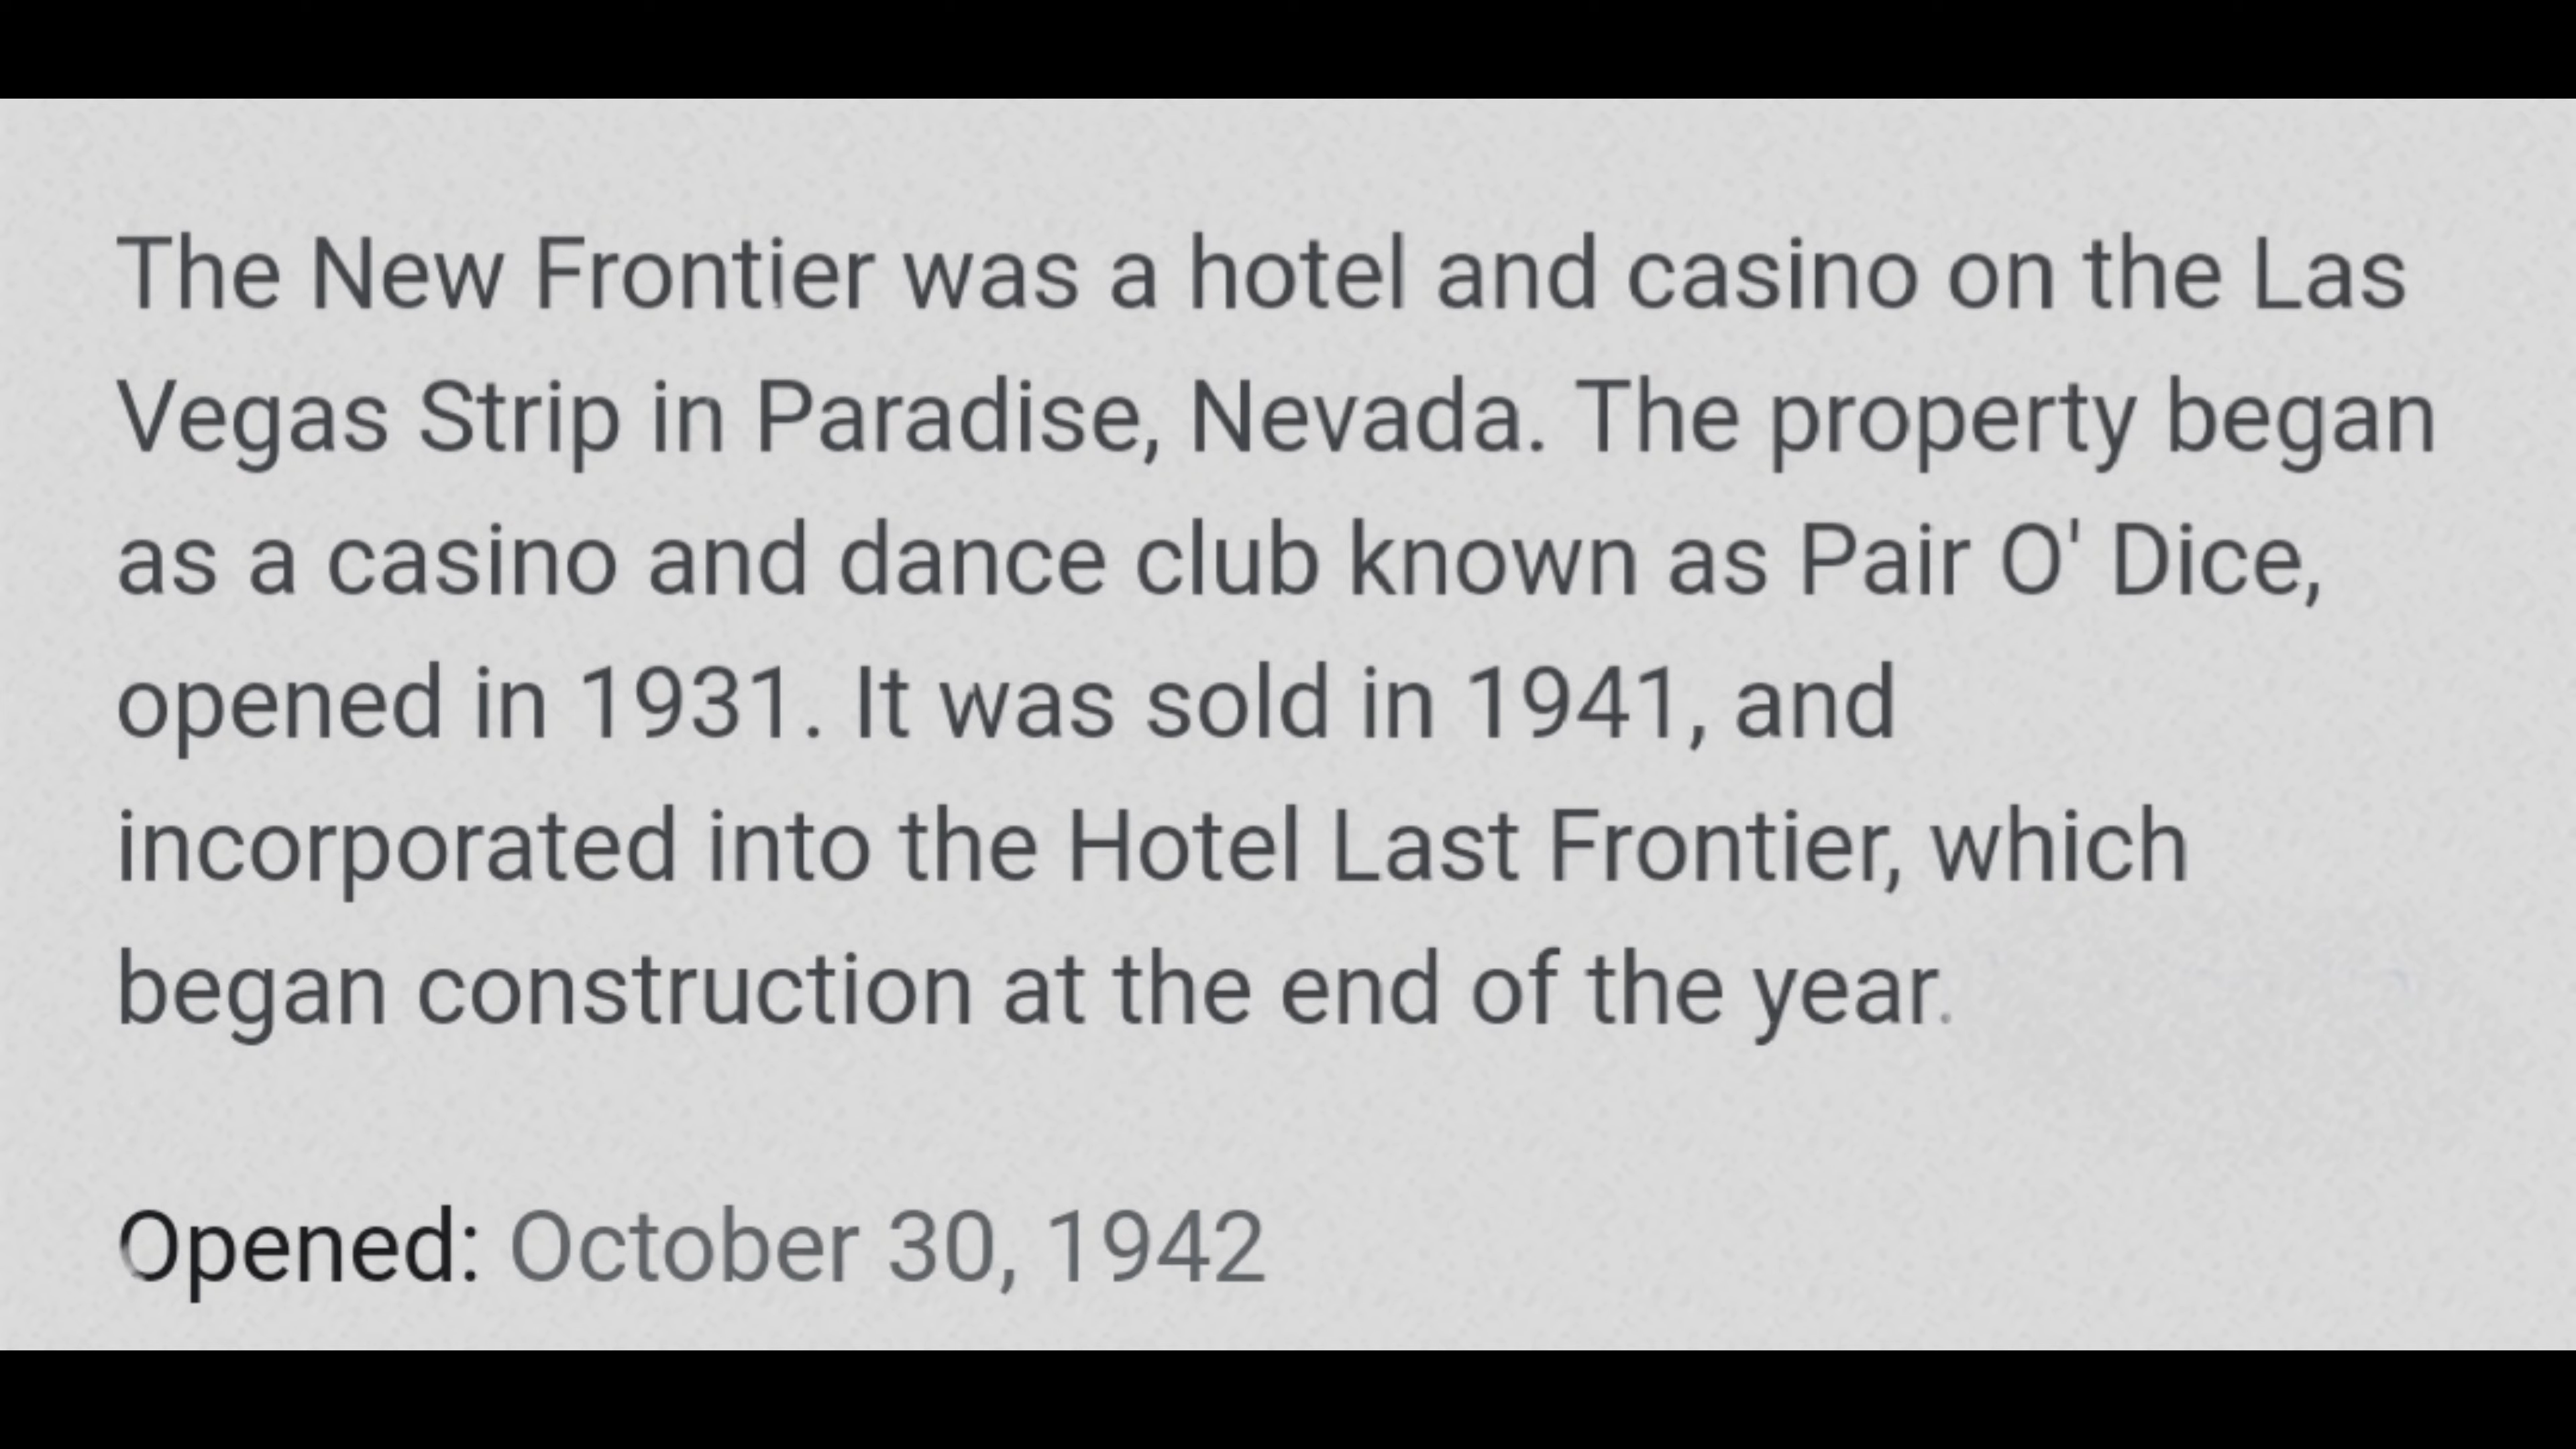 The New Frontier was a hotel and casino on the Las
Vegas Strip in Paradise, Nevada. The property began
as a casino and dance club known as Pair O' Dice,
opened in 1931. It was sold in 1941, and
incorporated into the Hotel Last Frontier, which
began construction at the end of the year.
Opened: October 30, 1942